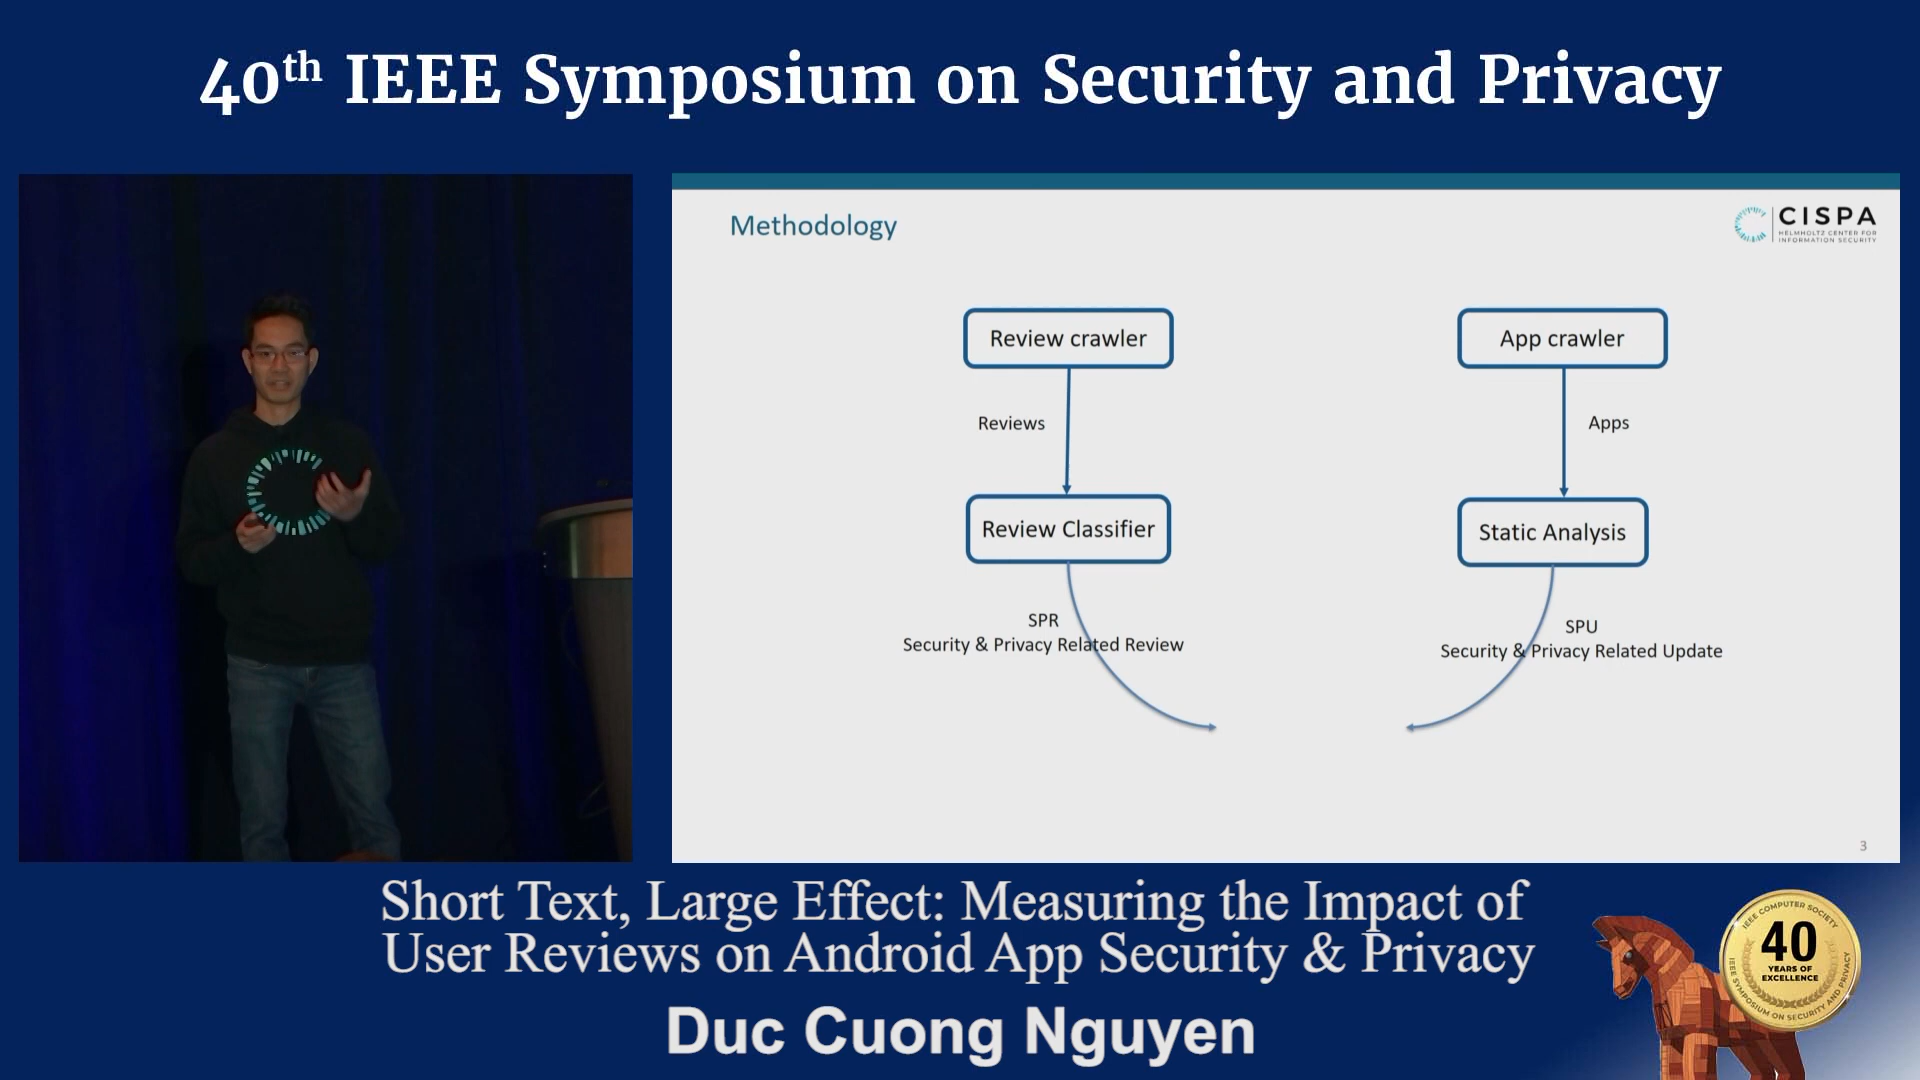 40th IEEE Symposium on Security and Privacy
Methodology
CISPA
HELMHOLTZ CENTER FOR
INFORMATION SECURITY
Review crawler
App crawler
Reviews
Apps
Review Classifier
Static Analysis
SPR
Security & Privacy Related Review
SPU
Security & Privacy Related Update
3
Short Text, Large Effect: Measuring the Impact of
User Reviews on Android App Security & Privacy
Duc Cuong Nguyen
IEEE COMPUTER SOCIETY
40
YEARS OF
EXCELLENCE
IEEE SYMPOSIUM ON SECURITY AND PRIVACY